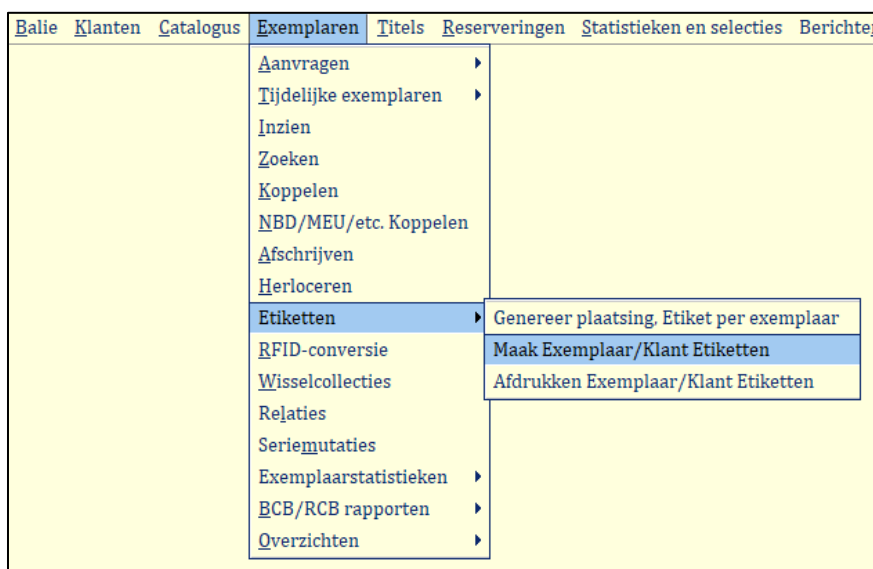 Balie Klanten Catalogus Exemplaren Titels Reserveringen Statistieken en selecties Berichte
Aanvragen
Tijdelijke exemplaren
Inzien
Zoeken
Koppelen
NBD/MEU/etc. Koppelen
Afschrijven
Herloceren
Etiketten
Genereer plaatsing, Etiket per exemplaar
RFID-conversie
Maak Exemplaar/Klant Etiketten
Wisselcollecties
Afdrukken Exemplaar/Klant Etiketten
Relaties
Seriemutaties
Exemplaarstatistieken
BCB/RCB rapporten
Overzichten